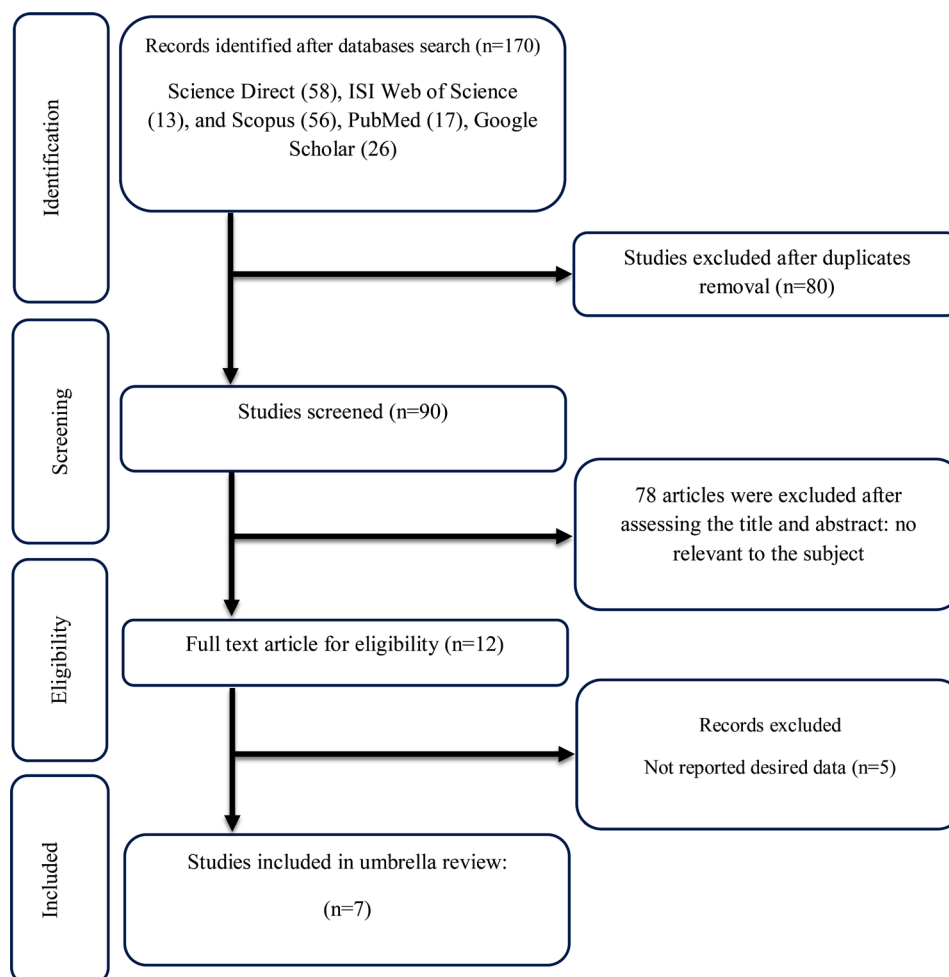 Identification
Records identified after databases search (n=170)
Science Direct (58), ISI Web of Science
(13), and Scopus (56), PubMed (17), Google
Scholar (26)
Studies excluded after duplicates
removal (n=80)
Screening
Studies screened (n=90)
78 articles were excluded after
assessing the title and abstract: no
relevant to the subject
Eligibility
Full text article for eligibility (n=12)
Records excluded
Not reported desired data (n=5)
Included
Studies included in umbrella review:
(n=7)